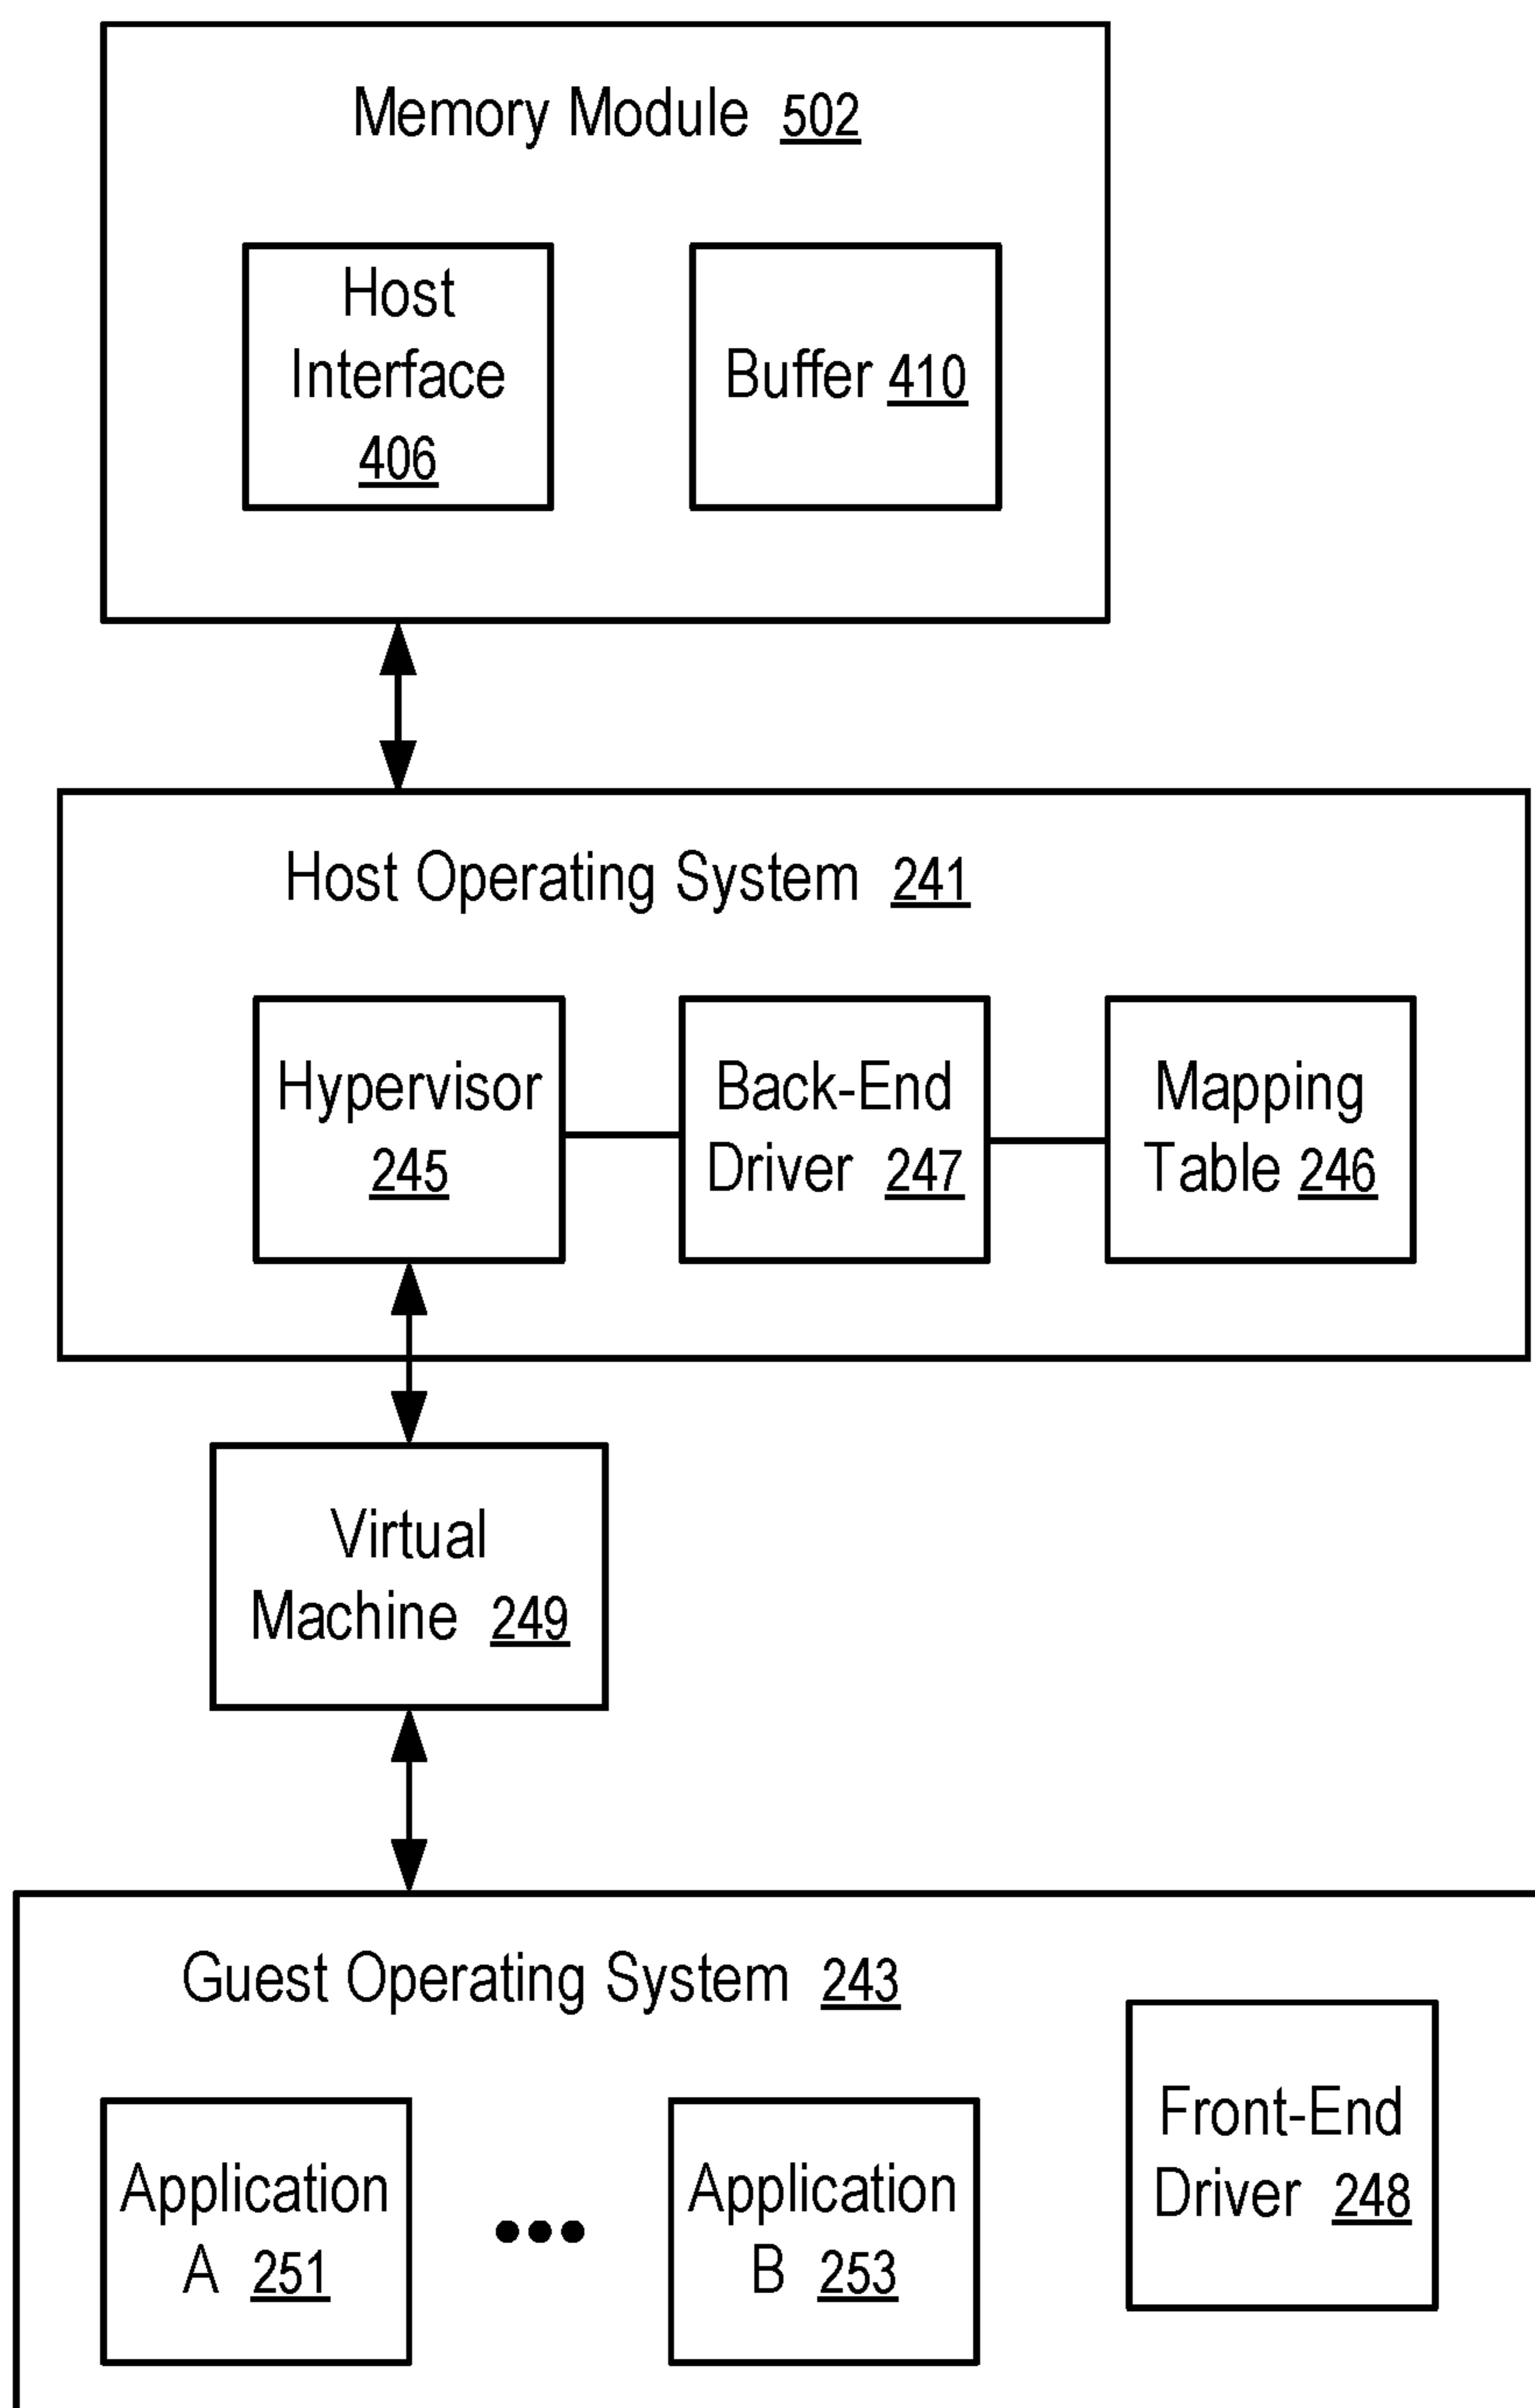 Memory Module 502
Host
Interface
406
Buffer 410
Host Operating System 241
Hypervisor
245
Back-End
Driver 247
Mapping
Table 246
Virtual
Machine 249
Guest Operating System 243
Application
A 251
Application
B 253
Front-End
Driver 248